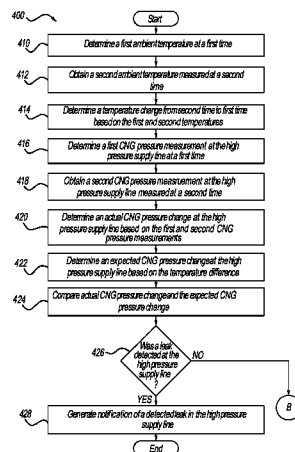 400
Start
410
Determine a first ambient temperature at a first time
412
Obtain a second ambient temperature measured at a second
time
414
Determine a temperature change from second time to first time
based on the first and second temperatures
416
Determine a first CNG pressure measurement at the high
pressure supply line at a first time
418
Obtain a second CNG pressure measruement at the high
pressure supply line measured at a second time
420
Determine an actual CNG pressure change at the high
pressure supply line based on the first and second CNG
pressure measurements
422
Determine an expected CNG pressure change at the high
pressure supply line based on the temperature difference
424
Compare actual CNG pressure change and the expected CNG
pressure change
426
Was a leak
detected at the
high pressure
supply line
?
NO
B
YES
428
Generate notification of a detected leak in the high pressure
supply line
End